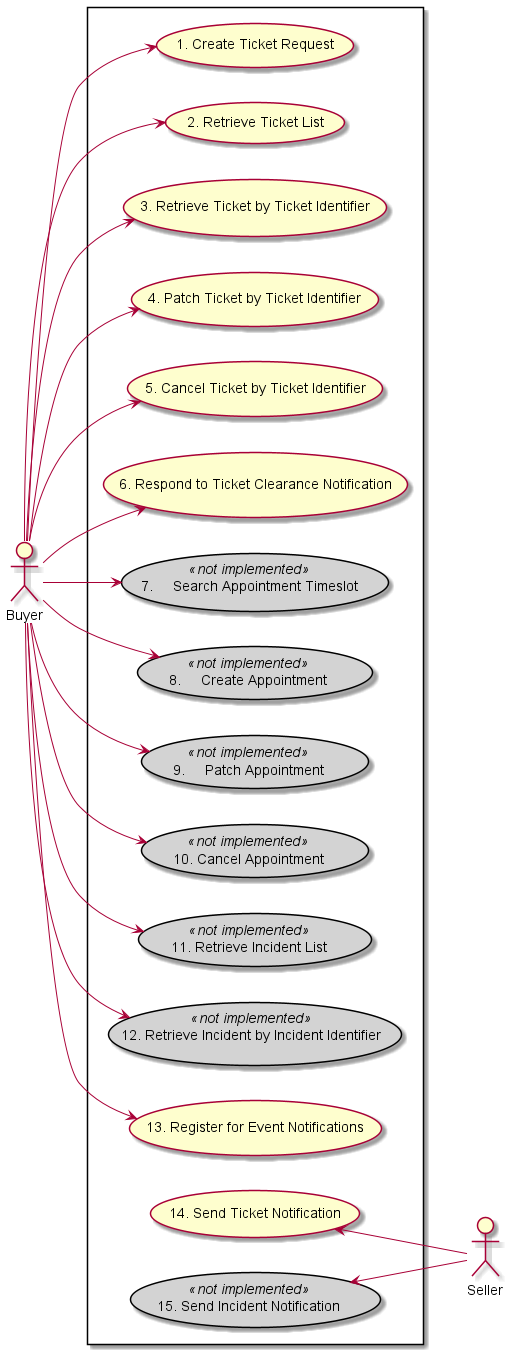 1. Create Ticket Request
2. Retrieve Ticket List
3. Retrieve Ticket by Ticket Identifier
4. Patch Ticket by Ticket Identifier
5. Cancel Ticket by Ticket Identifier
6. Respond to Ticket Clearance Notification
« not implemented»
7. Search Appointment Timeslot
Buyer
« not implemented»
8. Create Appointment
« not implemented»
9. Patch Appointment
« not implemented»
10. Cancel Appointment
« not implemented»
11. Retrieve Incident List
« not implemented»
12. Retrieve Incident by Incident Identifier
13. Register for Event Notifications
14. Send Ticket Notification
Seller
« not implemented»
15. Send Incident Notification